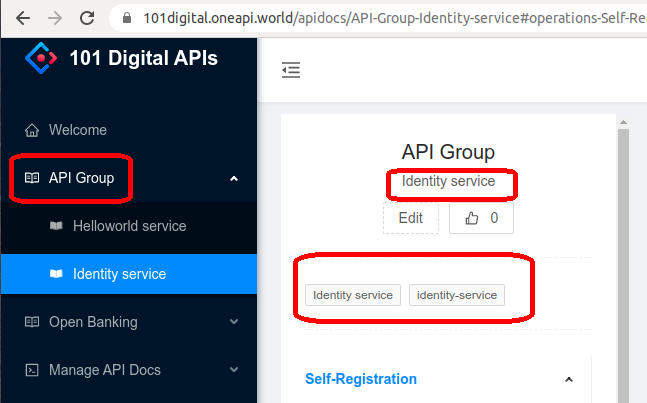 101digital.oneapi.world/apidocs/API-Group-Identity-service#operations-Self-Re
101 Digital APIs
Welcome
API Group
Helloworld service
Identity service
Open Banking
Manage API Docs
API Group
Identity service
Edit
0
Identity service
identity-service
Self-Registration